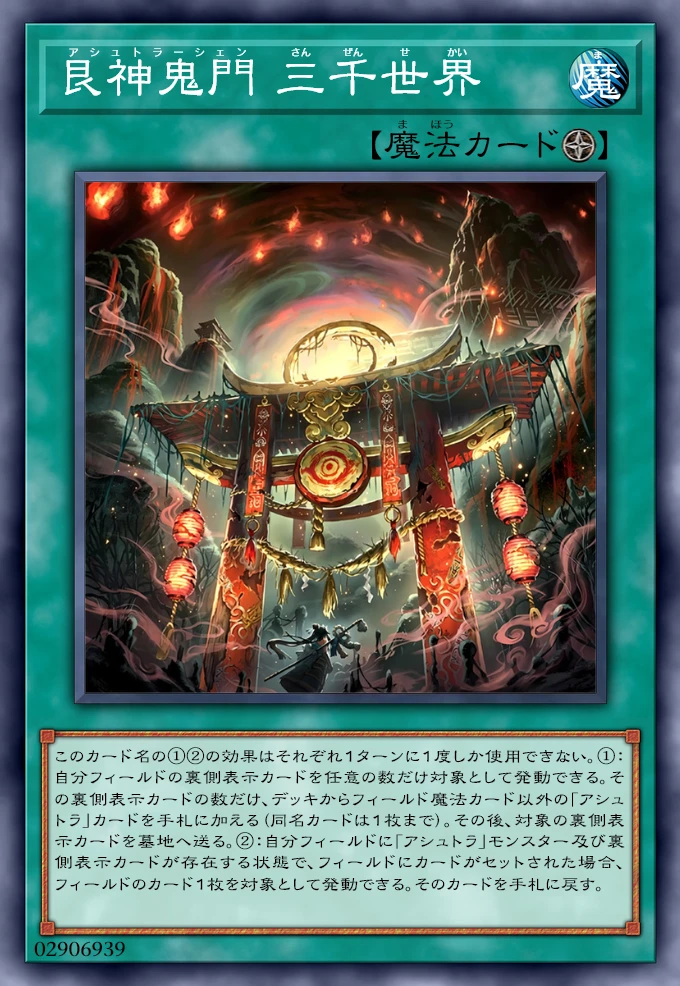 アシュトラーシェン さんぜんせかい
艮神鬼門 三千世界
魔
ま
まほう
【魔法カード】
このカード名の①②の効果はそれぞれ１ターンに１度しか使用できない。①：
自分フィールドの裏側表示カードを任意の数だけ対象として発動できる。そ
の裏側表示カードの数だけ、デッキからフィールド魔法カード以外の「アシュ
トラ」カードを手札に加える（同名カードは１枚まで）。その後、対象の裏側表
示カードを墓地へ送る。②：自分フィールドに「アシュトラ」モンスター及び裏
側表示カードが存在する状態で、フィールドにカードがセットされた場合、
フィールドのカード１枚を対象として発動できる。そのカードを手札に戻す。
02906939